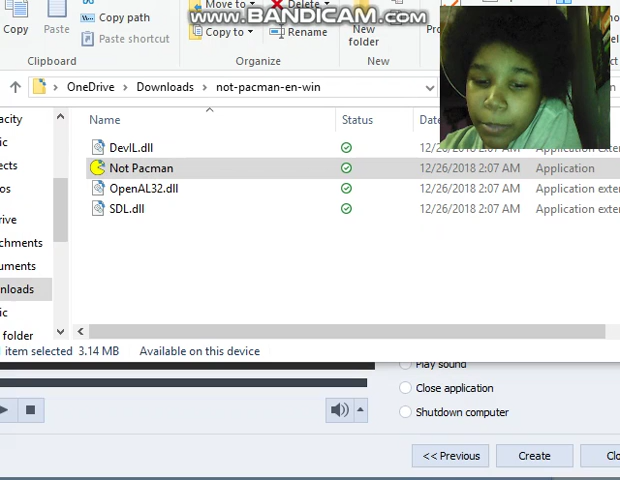 Move to
Delete
www.BANDICAM.com
Copy
Paste
Copy path
Paste shortcut
Copy to
Rename
New
folder
Clipboard
Organize
New
OneDrive
Downloads
not-pacman-en-win
Name
Status
DevIL.dll
12/26/2018 2:07 AM
Not Pacman
12/26/2018 2:07 AM
Application
OpenAL32.dll
12/26/2018 2:07 AM
Application exte
SDL.dll
12/26/2018 2:07 AM
Application exte
item selected 3.14 MB
Available on this device
Play sound
Close application
Shutdown computer
<< Previous
Create
Clo